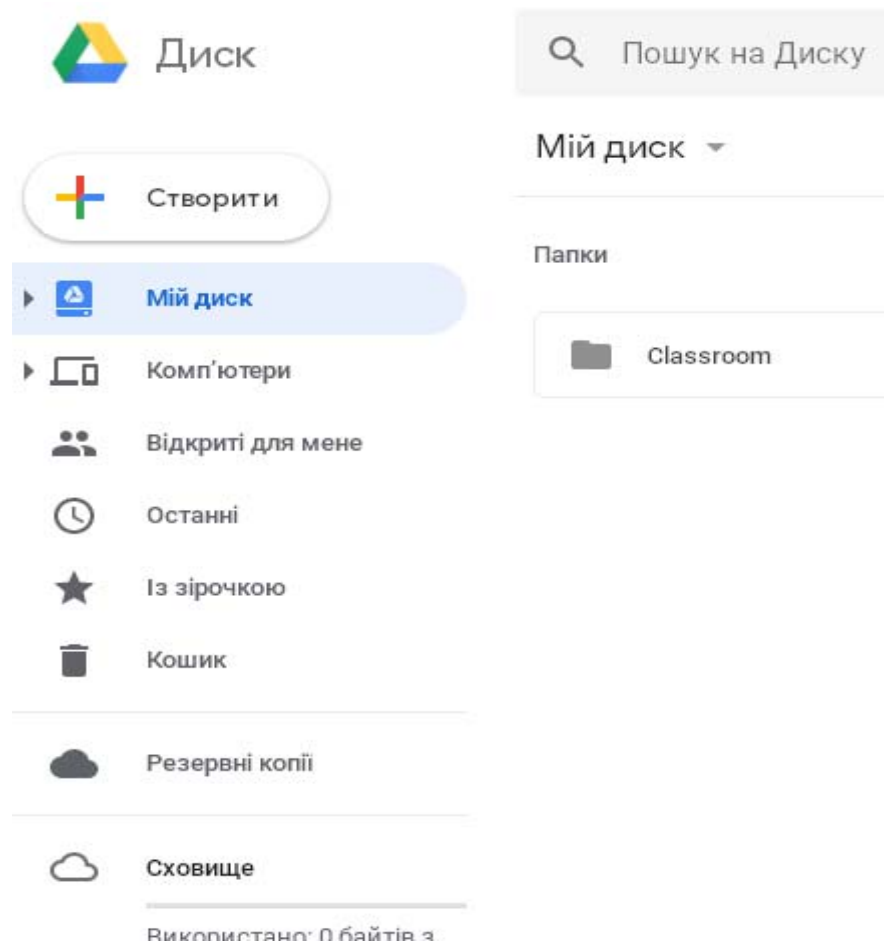 Диск
Пошук на Диску
Створити
Мій диск
Папки
Classroom
Мій диск
Комп'ютери
Відкриті для мене
Останні
Із зірочкою
Кошик
Резервні копії
Сховище
Використано: 0 байтів з